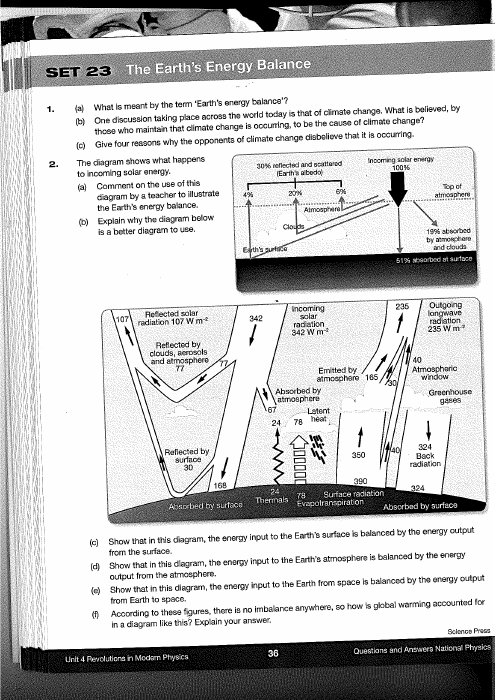 SET 23 The Earth's Energy Balance
1. (a) What is meant by the term 'Earth's energy balance'?
(b) One discussion taking place across the world today is that of climate change. What is believed, by
those who maintain that climate change is occurring, to be the cause of climate change?
(c) Give four reasons why the opponents of climate change disbelieve that it is occurring.
2. The diagram shows what happens
to incoming solar energy.
(a) Comment on the use of this
diagram by a teacher to illustrate
the Earth's energy balance.
(b) Explain why the diagram below
is a better diagram to use.
30% reflected and scattered
(Earth's albedo)
Incoming solar energy
100%
4% 20% 6%
Top of
atmosphere
Atmosphere
Clouds
19% absorbed
by atmosphere
and clouds
Earth's surface
51% absorbed at surface
107
Reflected solar
radiation 107 W m⁻²
342
Incoming
solar
radiation
342 W m⁻²
235
Outgoing
longwave
radiation
235 W m⁻²
Reflected by
clouds, aerosols
and atmosphere
77
77
Emitted by
atmosphere 165
30
40
Atmospheric
window
Absorbed by
atmosphere
67
Greenhouse
gases
24 78
Latent
heat
Reflected by
surface
30
350
40
324
Back
radiation
168
390
324
Absorbed by surface
24
Thermals
78
Evapotranspiration
Surface radiation
Absorbed by surface
(c) Show that in this diagram, the energy input to the Earth's surface is balanced by the energy output
from the surface.
(d) Show that in this diagram, the energy input to the Earth's atmosphere is balanced by the energy
output from the atmosphere.
(e) Show that in this diagram, the energy input to the Earth from space is balanced by the energy output
from Earth to space.
(f) According to these figures, there is no imbalance anywhere, so how is global warming accounted for
in a diagram like this? Explain your answer.
Science Press
Unit 4 Revolutions in Modern Physics
36
Questions and Answers National Physics